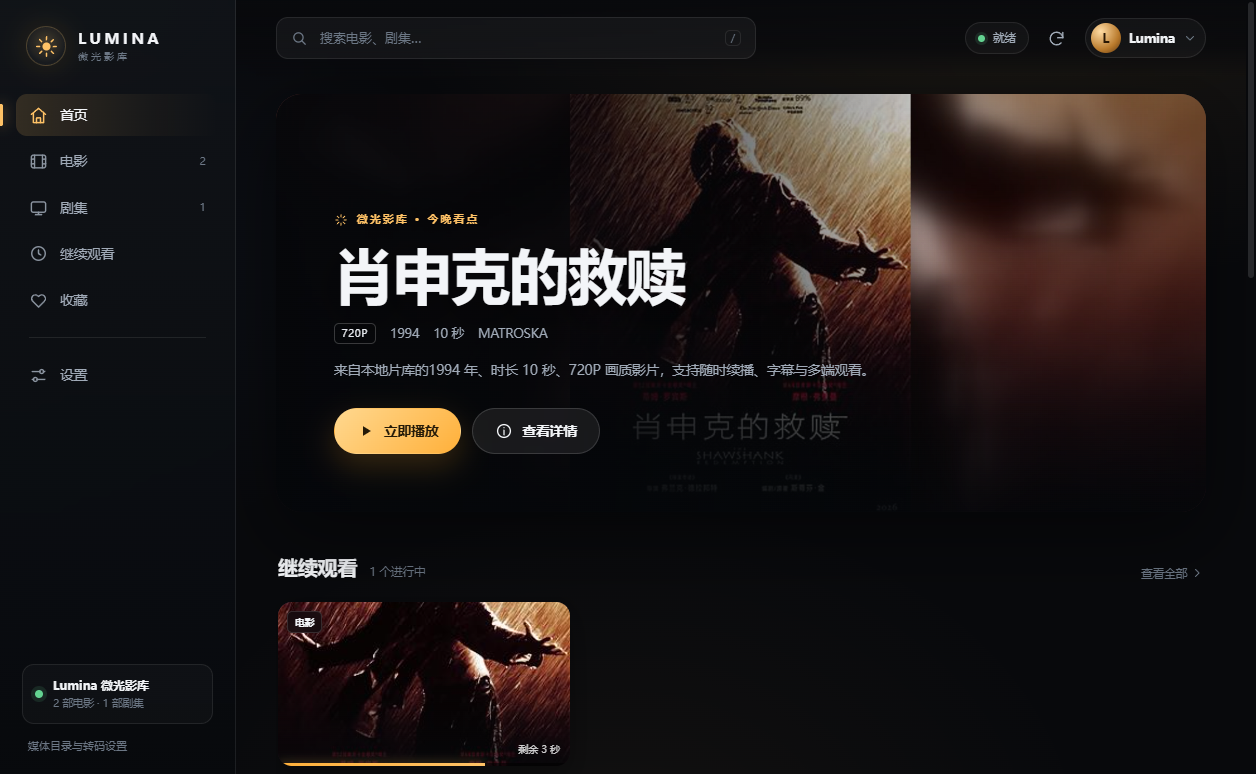 LUMINA
微光影库
搜索电影、剧集...
/
就绪
L
Lumina
首页
电影
2
剧集
1
继续观看
收藏
设置
微光影库 • 今晚看点
肖申克的救赎
720P
1994
10 秒
MATROSKA
来自本地片库的1994 年、时长 10 秒、720P 画质影片，支持随时续播、字幕与多端观看。
立即播放
查看详情
肖申克的救赎
SHAWSHANK
REDEMPTION
继续观看
1 个进行中
查看全部
电影
剩余 3 秒
Lumina 微光影库
2 部电影 · 1 部剧集
媒体目录与转码设置